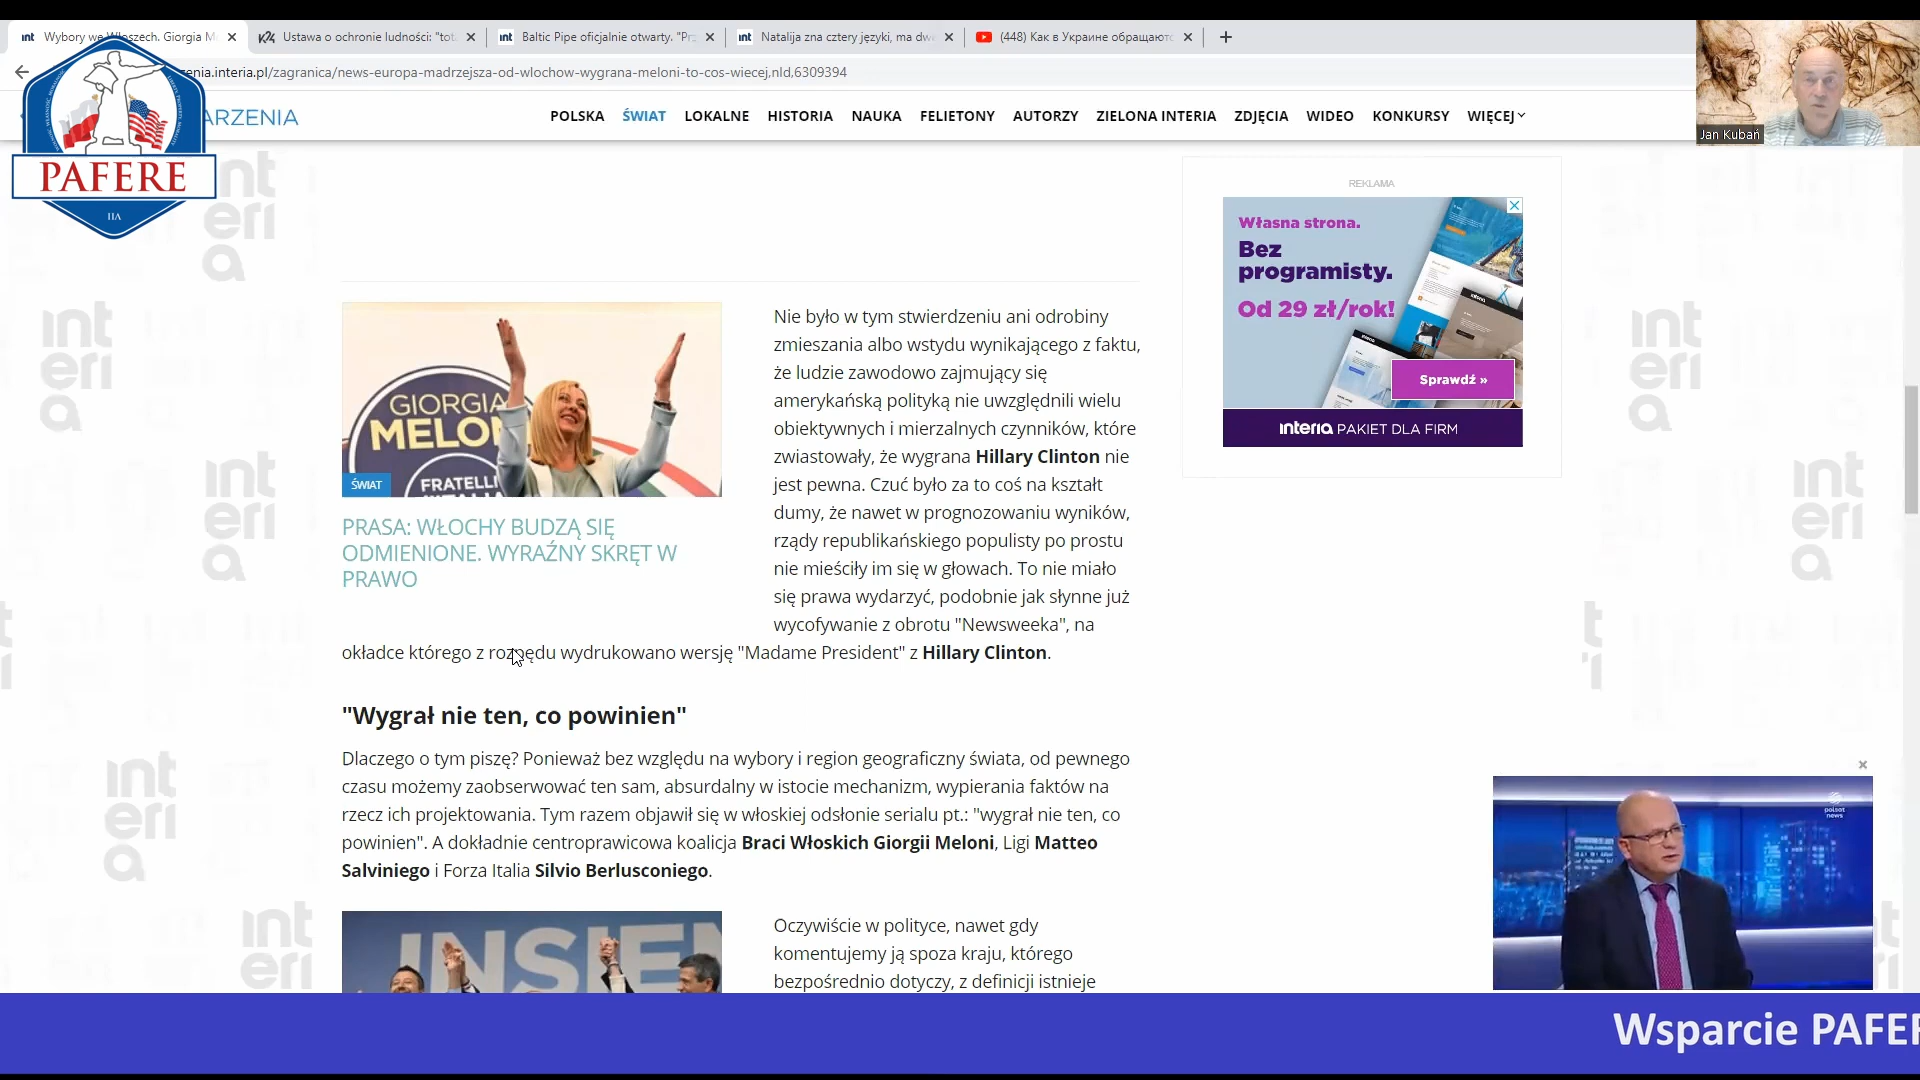 Wybory we Włoszech. Giorgia M
Ustawa o ochronie ludności: "tot
Baltic Pipe oficjalnie otwarty. "Prz
Natalija zna cztery języki, ma dwó
(448) Как в Украине обращаютс
zenia.interia.pl/zagranica/news-europa-madrzejsza-od-wlochow-wygrana-meloni-to-cos-wiecej,nld,6309394
Jan Kubań
PAFERE
ARZENIA
POLSKA ŚWIAT LOKALNE HISTORIA NAUKA FELIETONY AUTORZY ZIELONA INTERIA ZDJĘCIA WIDEO KONKURSY WIĘCEJ
REKLAMA
Własna strona.
Bez
programisty.
Od 29 zł/rok!
Sprawdź »
interia PAKIET DLA FIRM
GIORGIA
MELON
FRATELLI
D'ITALIA
ŚWIAT
PRASA: WŁOCHY BUDZĄ SIĘ
ODMIENIONE. WYRAŹNY SKRĘT W
PRAWO
Nie było w tym stwierdzeniu ani odrobiny
zmieszania albo wstydu wynikającego z faktu,
że ludzie zawodowo zajmujący się
amerykańską polityką nie uwzględnili wielu
obiektywnych i mierzalnych czynników, które
zwiastowały, że wygrana Hillary Clinton nie
jest pewna. Czuć było za to coś na kształt
dumy, że nawet w prognozowaniu wyników,
rządy republikańskiego populisty po prostu
nie mieściły im się w głowach. To nie miało
się prawa wydarzyć, podobnie jak słynne już
wycofywanie z obrotu "Newsweeka", na
okładce którego z rozpędu wydrukowano wersję "Madame President" z Hillary Clinton.
"Wygrał nie ten, co powinien"
Dlaczego o tym piszę? Ponieważ bez względu na wybory i region geograficzny świata, od pewnego
czasu możemy zaobserwować ten sam, absurdalny w istocie mechanizm, wypierania faktów na
rzecz ich projektowania. Tym razem objawił się w włoskiej odsłonie serialu pt.: "wygrał nie ten, co
powinien". A dokładnie centroprawicowa koalicja Braci Włoskich Giorgii Meloni, Ligi Matteo
Salviniego i Forza Italia Silvio Berlusconiego.
INSIEM
Oczywiście w polityce, nawet gdy
komentujemy ją spoza kraju, którego
bezpośrednio dotyczy, z definicji istnieje
polsat
news
Wsparcie PAFER